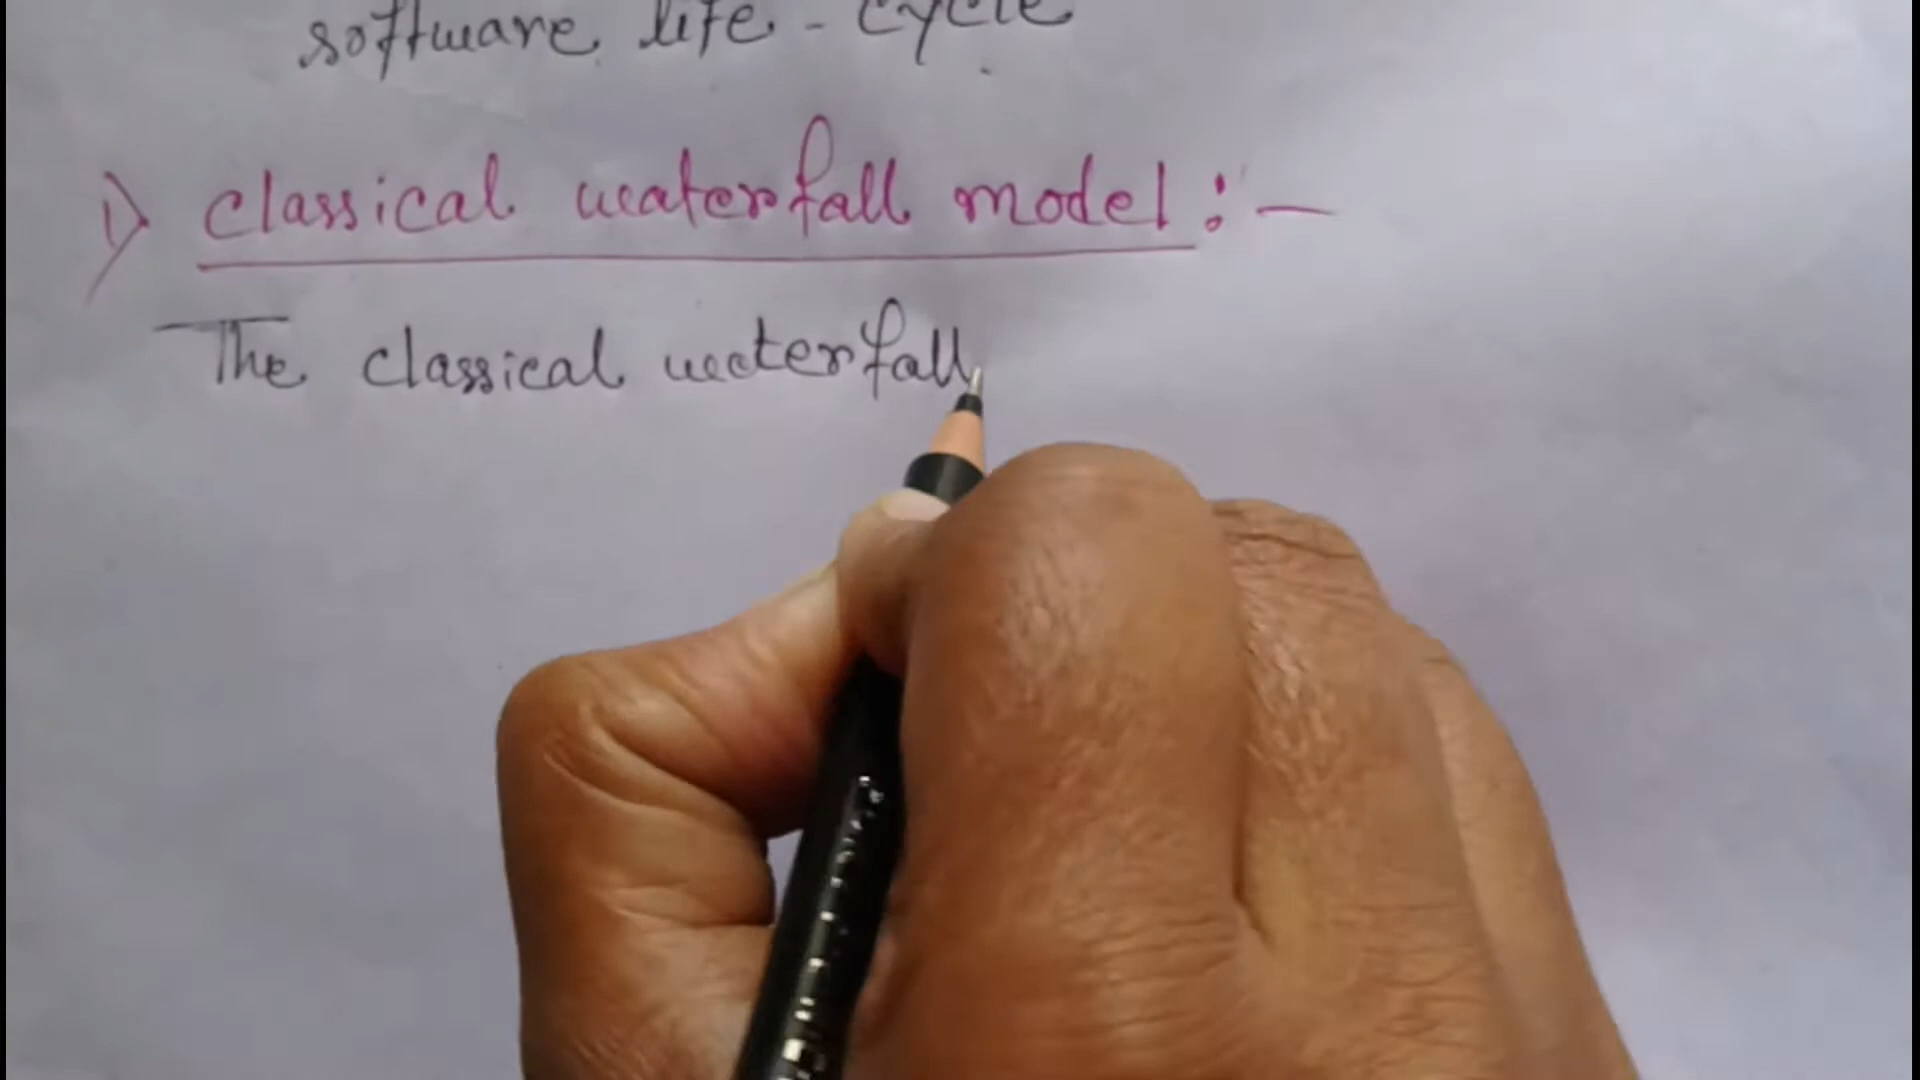 software life - cycle
1) classical waterfall model : -
The classical waterfall